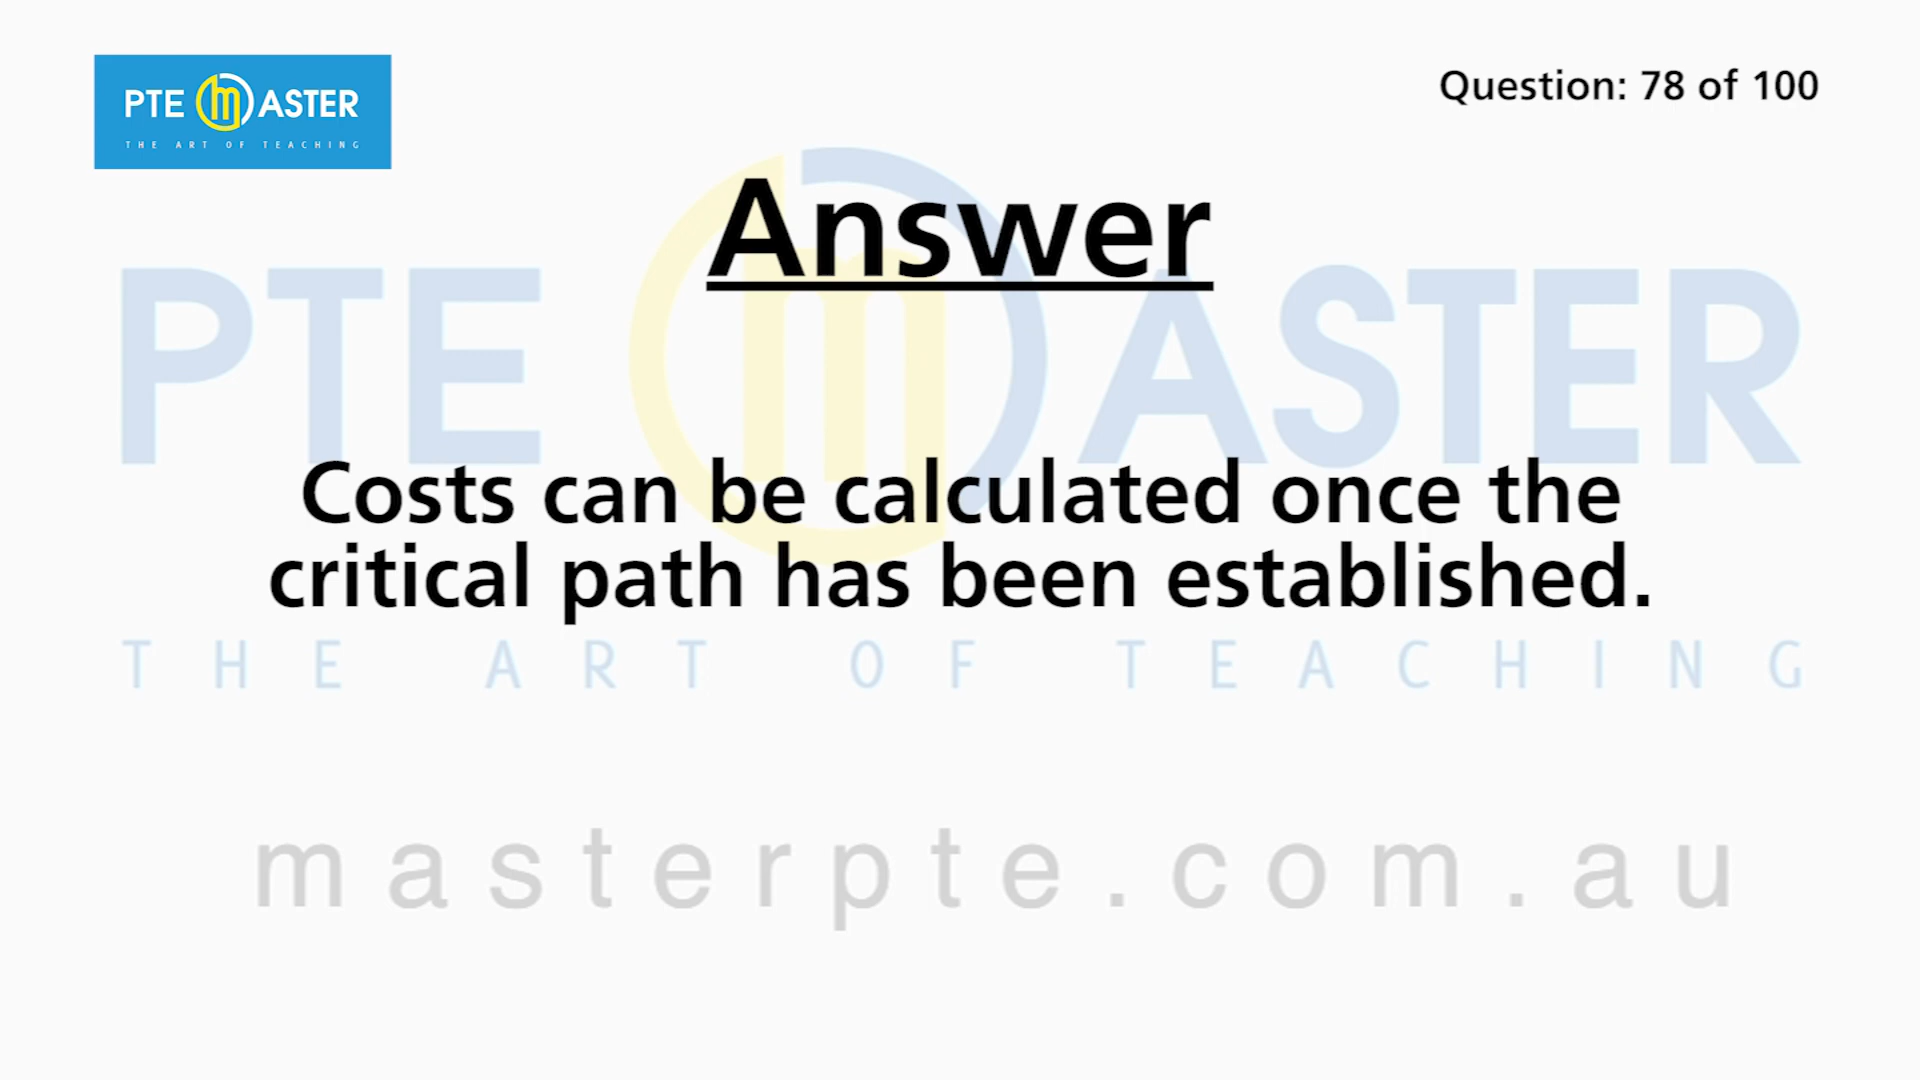 PTE MASTER
THE ART OF TEACHING
Question: 78 of 100
Answer
PTE MASTER
Costs can be calculated once the
critical path has been established.
THE ART OF TEACHING
masterpte.com.au